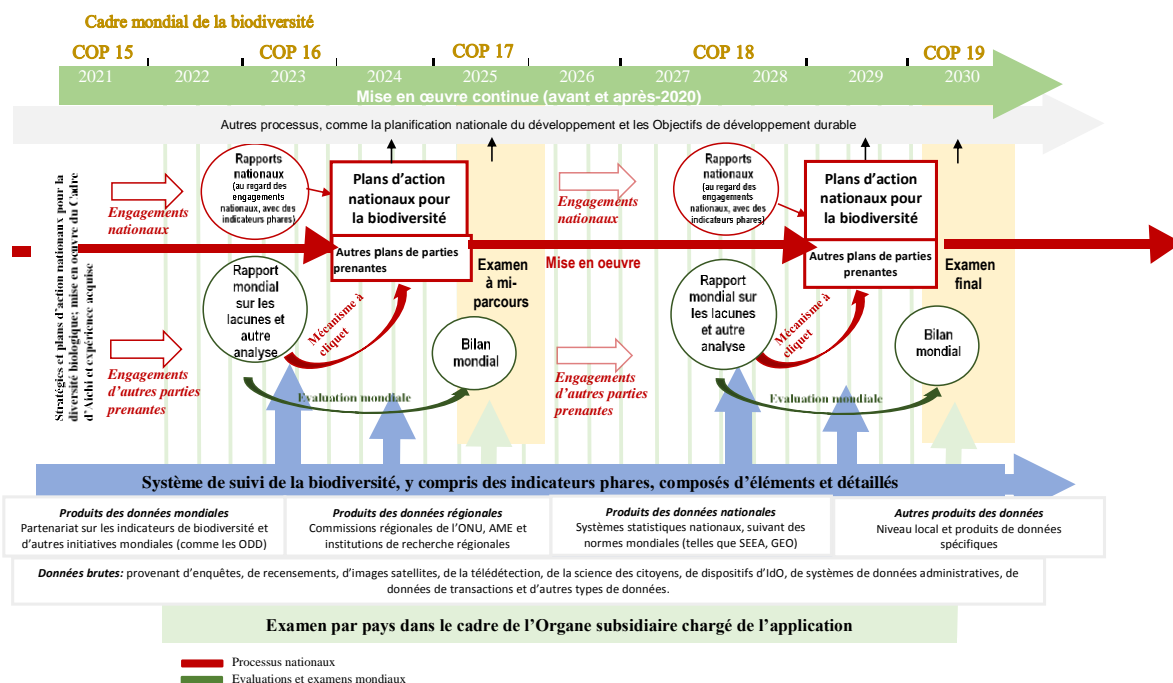 Cadre mondial de la biodiversité
COP 15
COP 16
COP 17
COP 18
COP 19
2021
2022
2023
2024
2025
2026
2027
2028
2029
2030
Mise en œuvre continue (avant et après-2020)
Autres processus, comme la planification nationale du développement et les Objectifs de développement durable
Stratégies et plans d'action nationaux pour la
diversité biologique; mise en oeuvre du Cadre
d'Aichi et expérience acquise
Engagements
nationaux
Rapports
nationaux
(au regard des
engagements
nationaux, avec des
indicateurs phares)
Plans d'action
nationaux pour
la biodiversité
Autres plans de parties
prenantes
Rapport
mondial
sur les
lacunes et
autre
analyse
Mécanisme à
cliquet
Examen
à mi-
parcours
Bilan
mondial
Engagements
d'autres parties
prenantes
Evaluation mondiale
Engagements
nationaux
Mise en oeuvre
Engagements
d'autres parties
prenantes
Rapports
nationaux
(au regard des
engagements
nationaux, avec des
indicateurs phares)
Plans d'action
nationaux pour
la biodiversité
Autres plans de parties
prenantes
Rapport
mondial sur
les lacunes
et autre
analyse
Mécanisme à
cliquet
Examen
final
Bilan
mondial
Evaluation mondiale
Système de suivi de la biodiversité, y compris des indicateurs phares, composés d'éléments et détaillés
Produits des données mondiales
Partenariat sur les indicateurs de biodiversité et
d'autres initiatives mondiales (comme les ODD)
Produits des données régionales
Commissions régionales de l'ONU, AME et
institutions de recherche régionales
Produits des données nationales
Systèmes statistiques nationaux, suivant des
normes mondiales (telles que SEEA, GEO)
Autres produits des données
Niveau local et produits de données
spécifiques
Données brutes: provenant d'enquêtes, de recensements, d'images satellites, de la télédétection, de la science des citoyens, de dispositifs d'IdO, de systèmes de données administratives, de
données de transactions et d'autres types de données.
Examen par pays dans le cadre de l'Organe subsidiaire chargé de l'application
Processus nationaux
Evaluations et examens mondiaux